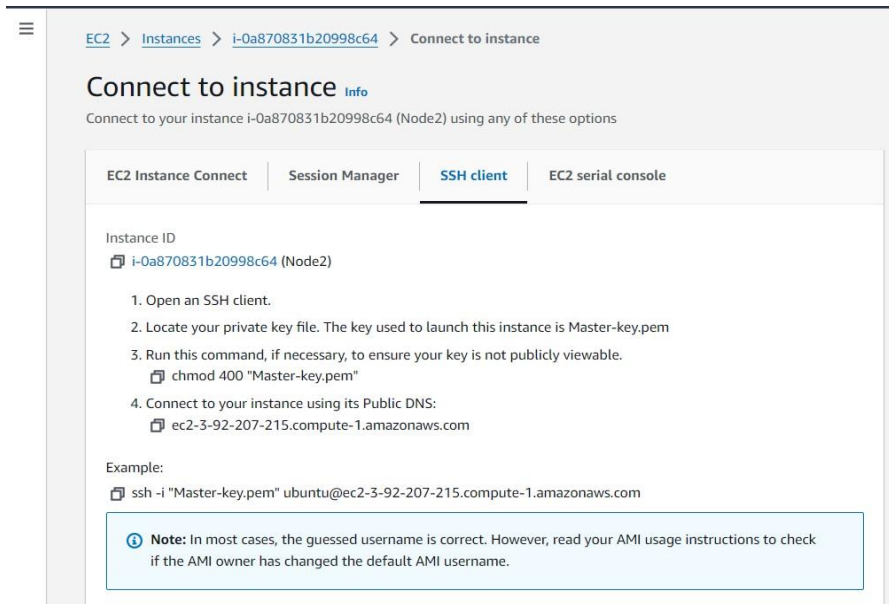 EC2 > Instances > i-0a870831b20998c64 > Connect to instance
Connect to instance Info
Connect to your instance i-0a870831b20998c64 (Node2) using any of these options
EC2 Instance Connect Session Manager SSH client EC2 serial console
Instance ID
i-0a870831b20998c64 (Node2)
1. Open an SSH client.
2. Locate your private key file. The key used to launch this instance is Master-key.pem
3. Run this command, if necessary, to ensure your key is not publicly viewable.
chmod 400 "Master-key.pem"
4. Connect to your instance using its Public DNS:
ec2-3-92-207-215.compute-1.amazonaws.com
Example:
ssh -i "Master-key.pem" ubuntu@ec2-3-92-207-215.compute-1.amazonaws.com
Note: In most cases, the guessed username is correct. However, read your AMI usage instructions to check
if the AMI owner has changed the default AMI username.